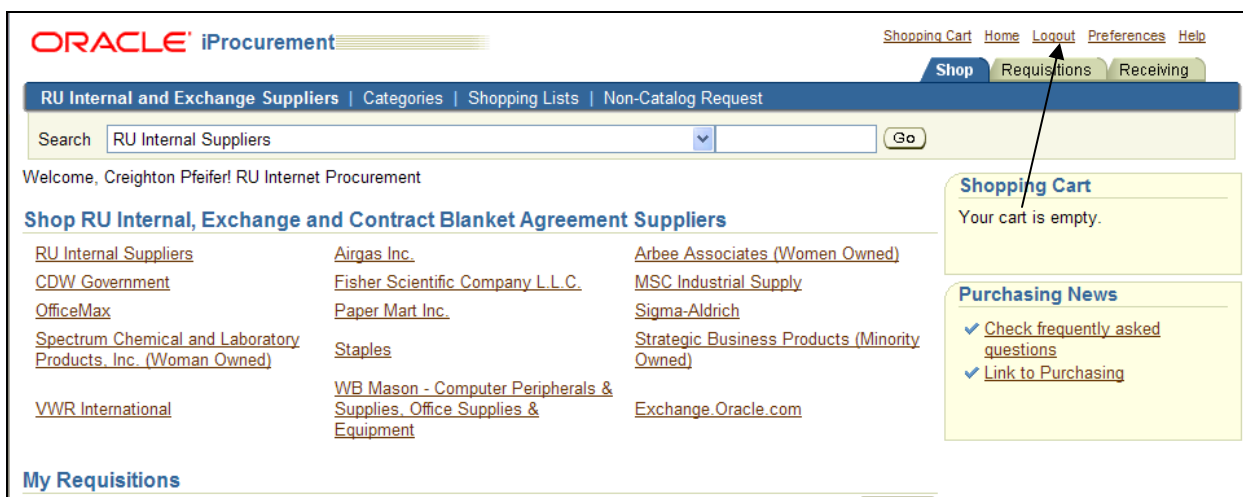 ORACLE iProcurement
Shopping Cart Home Logout Preferences Help
Shop Requisitions Receiving
RU Internal and Exchange Suppliers | Categories | Shopping Lists | Non-Catalog Request
Search RU Internal Suppliers Go
Welcome, Creighton Pfeifer! RU Internet Procurement
Shop RU Internal, Exchange and Contract Blanket Agreement Suppliers
RU Internal Suppliers Airgas Inc. Arbee Associates (Women Owned)
CDW Government Fisher Scientific Company L.L.C. MSC Industrial Supply
OfficeMax Paper Mart Inc. Sigma-Aldrich
Spectrum Chemical and Laboratory
Products, Inc. (Woman Owned)
Staples
Strategic Business Products (Minority
Owned)
VWR International
WB Mason - Computer Peripherals &
Supplies, Office Supplies &
Equipment
Exchange.Oracle.com
Shopping Cart
Your cart is empty.
Purchasing News
Check frequently asked
questions
Link to Purchasing
My Requisitions